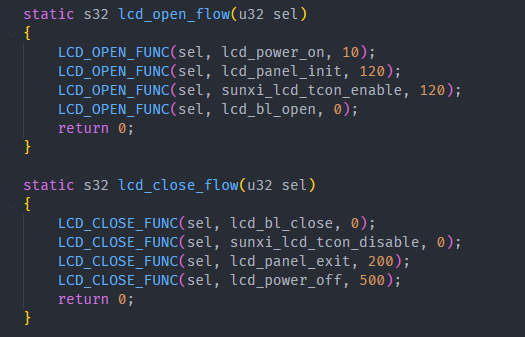 static s32 lcd_open_flow(u32 sel)
{
    LCD_OPEN_FUNC(sel, lcd_power_on, 10);
    LCD_OPEN_FUNC(sel, lcd_panel_init, 120);
    LCD_OPEN_FUNC(sel, sunxi_lcd_tcon_enable, 120);
    LCD_OPEN_FUNC(sel, lcd_bl_open, 0);
    return 0;
}

static s32 lcd_close_flow(u32 sel)
{
    LCD_CLOSE_FUNC(sel, lcd_bl_close, 0);
    LCD_CLOSE_FUNC(sel, sunxi_lcd_tcon_disable, 0);
    LCD_CLOSE_FUNC(sel, lcd_panel_exit, 200);
    LCD_CLOSE_FUNC(sel, lcd_power_off, 500);
    return 0;
}